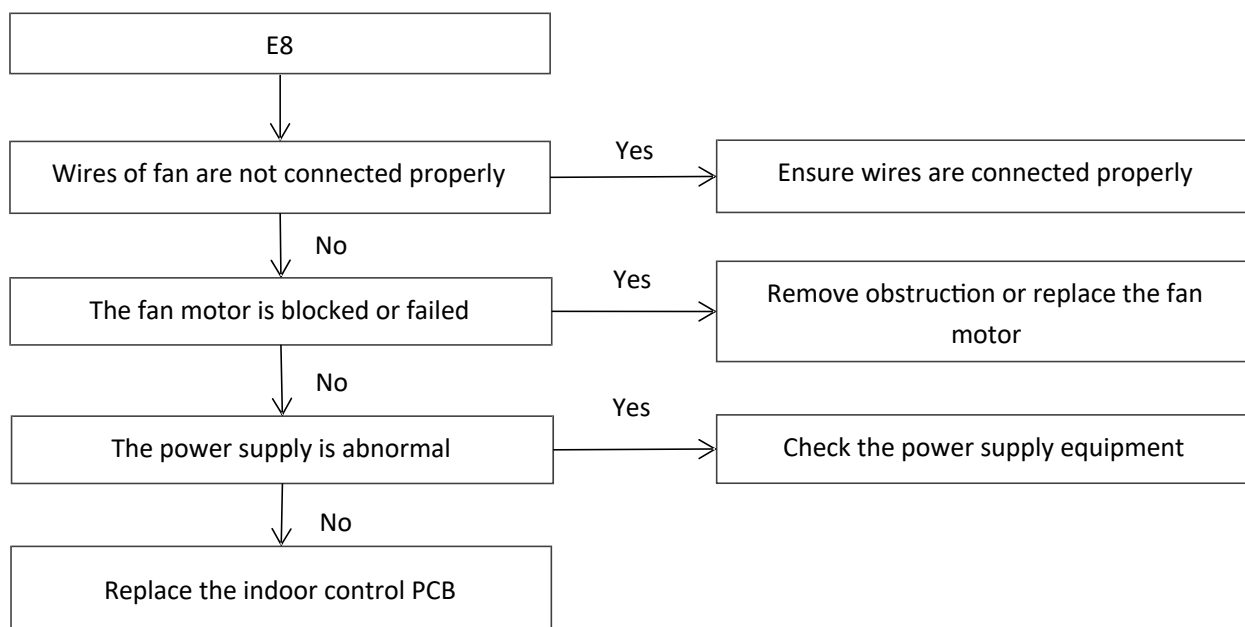 E8
Wires of fan are not connected properly
Yes
Ensure wires are connected properly
No
The fan motor is blocked or failed
Yes
Remove obstruction or replace the fan
motor
No
The power supply is abnormal
Yes
Check the power supply equipment
No
Replace the indoor control PCB